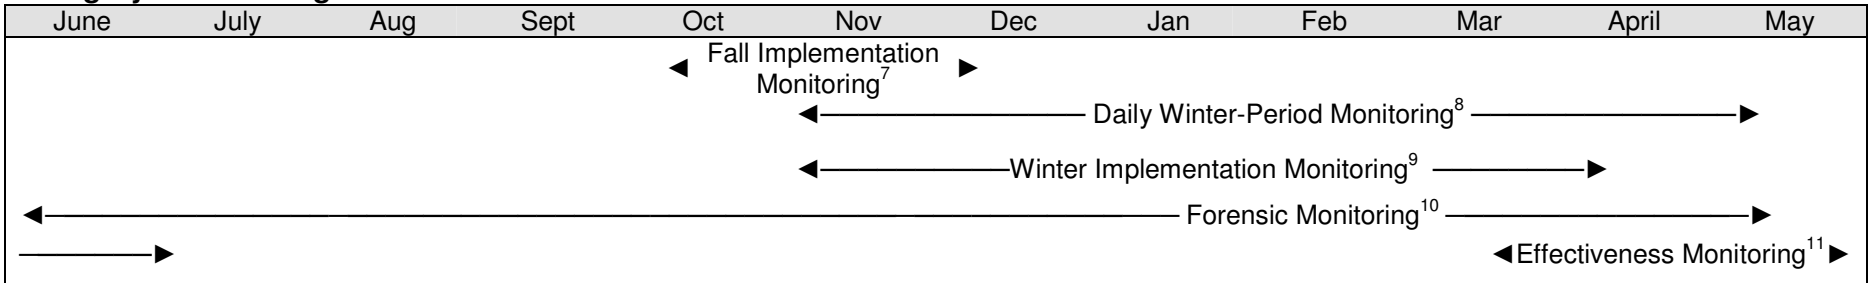 June July Aug Sept Oct Nov Dec Jan Feb Mar April May
Fall Implementation
Monitoring7
Daily Winter-Period Monitoring8
Winter Implementation Monitoring9
Forensic Monitoring10
Effectiveness Monitoring11